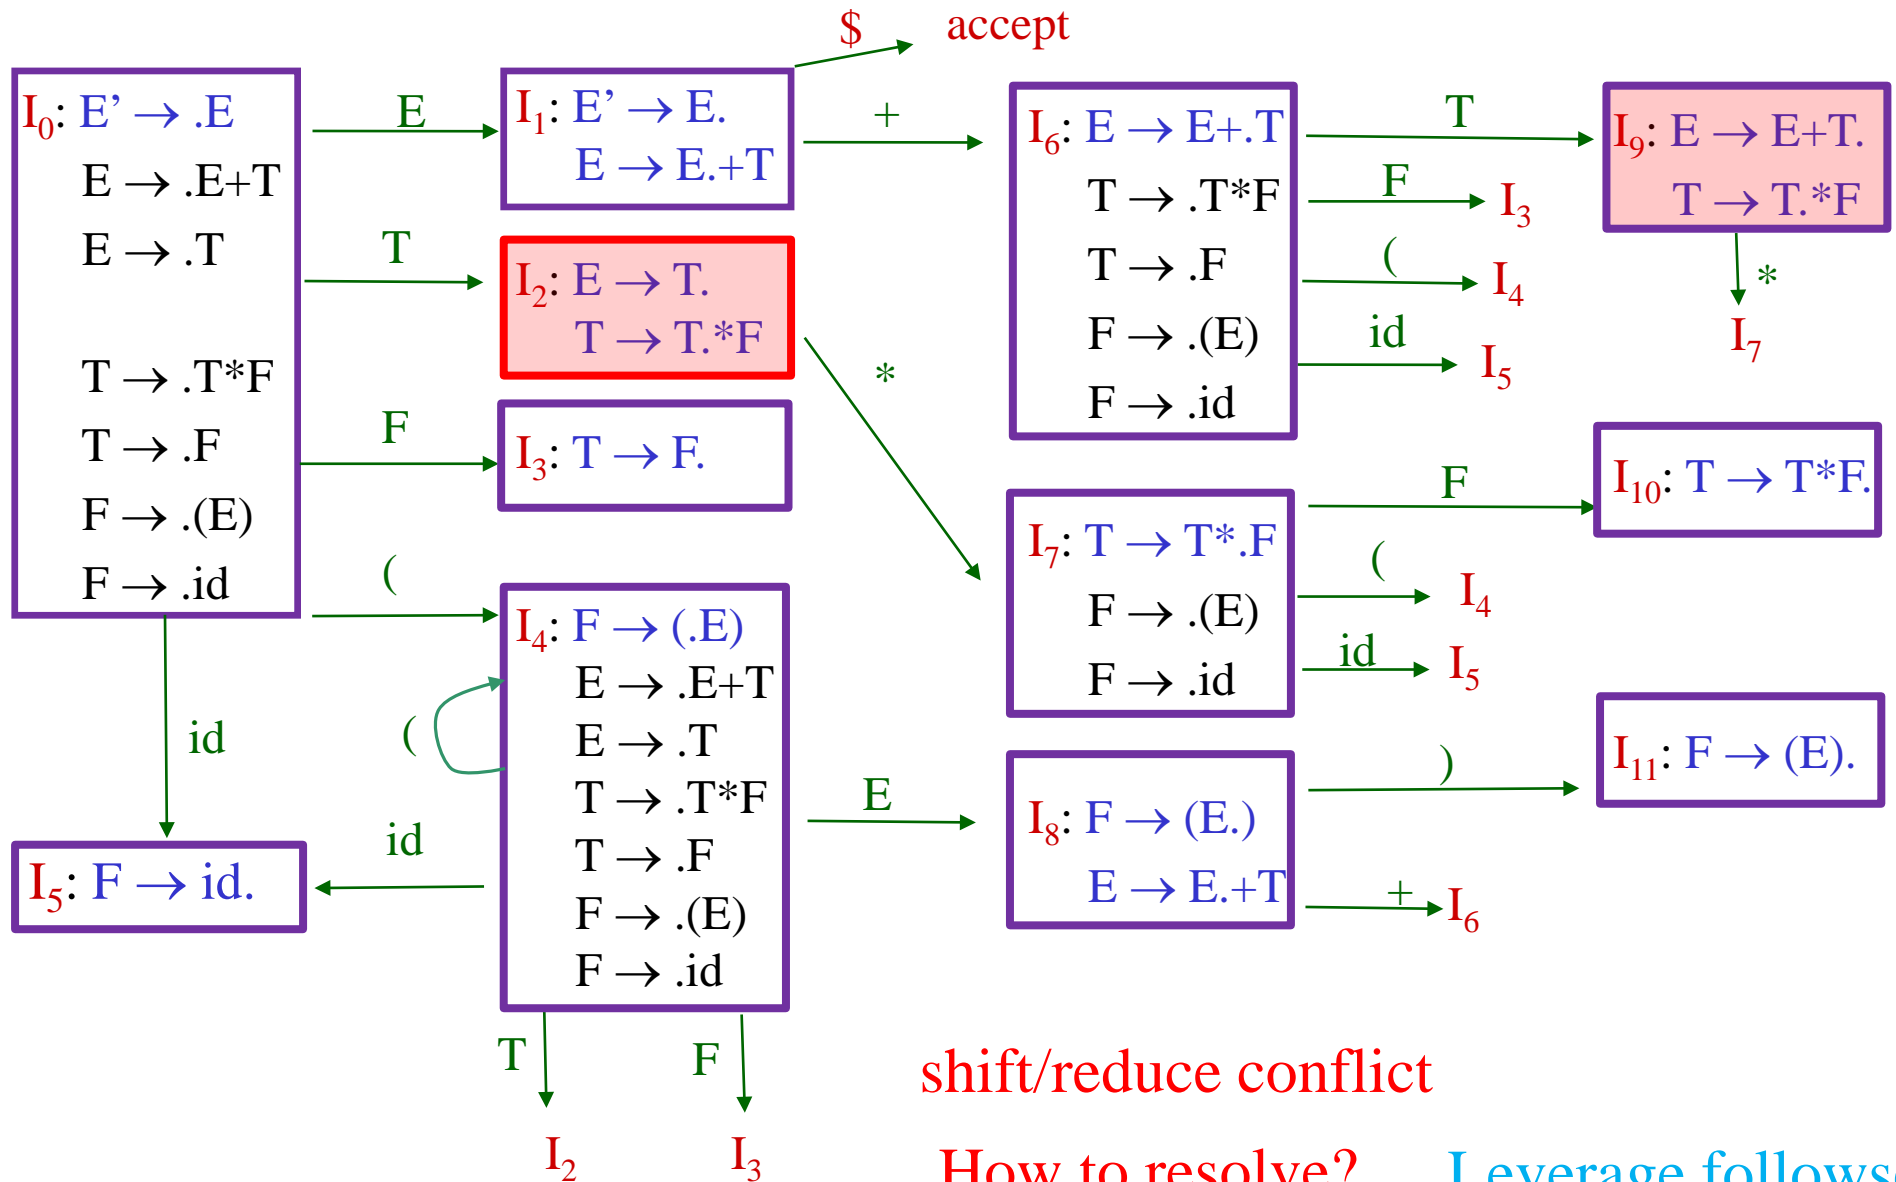 $
accept
I0: E’ → .E
E → .E+T
E → .T
T → .T*F
T → .F
F → .(E)
F → .id
E
T
F
(
id
I1: E’ → E.
E → E.+T
+
I2: E → T.
T → T.*F
*
I3: T → F.
I4: F → (.E)
E → .E+T
E → .T
T → .T*F
T → .F
F → .(E)
F → .id
(
id
E
T
F
I2
I3
I5: F → id.
I6: E → E+.T
T → .T*F
T → .F
F → .(E)
F → .id
T
F
I3
(
I4
id
I5
I7: T → T*.F
F → .(E)
F → .id
F
(
I4
id
I5
I8: F → (E.)
E → E.+T
)
+
I6
I9: E → E+T.
T → T.*F
*
I7
I10: T → T*F.
I11: F → (E).
shift/reduce conflict
How to resolve? Leverage follows